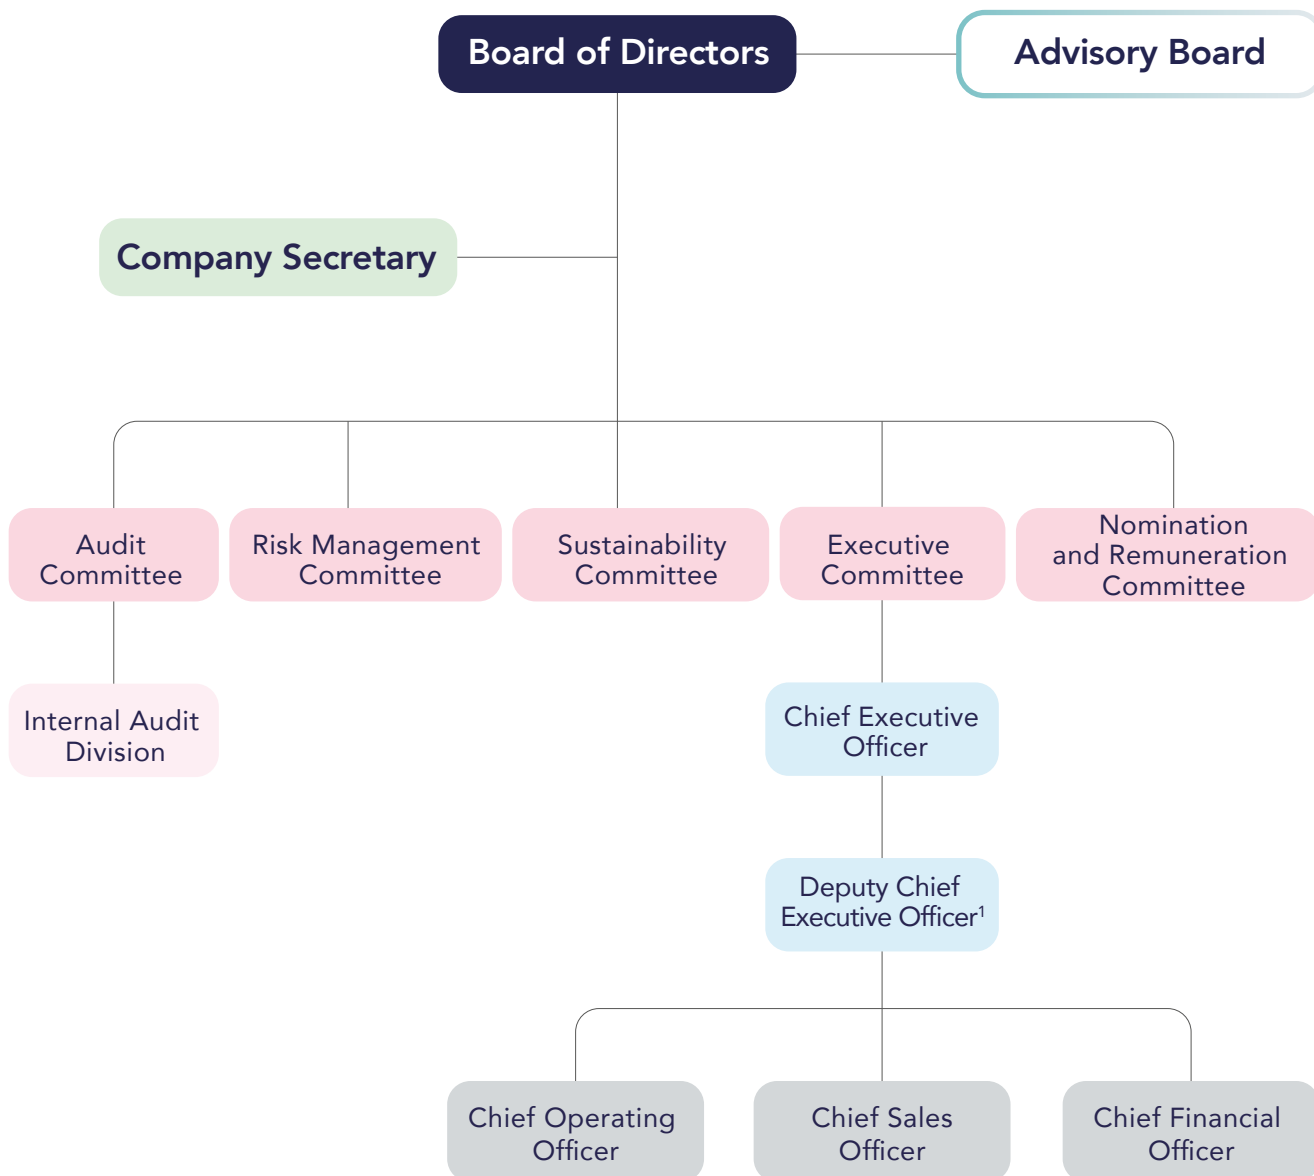 Board of Directors
Advisory Board
Company Secretary
Audit
Committee
Risk Management
Committee
Sustainability
Committee
Executive
Committee
Nomination
and Remuneration
Committee
Internal Audit
Division
Chief Executive
Officer
Deputy Chief
Executive Officer¹
Chief Operating
Officer
Chief Sales
Officer
Chief Financial
Officer